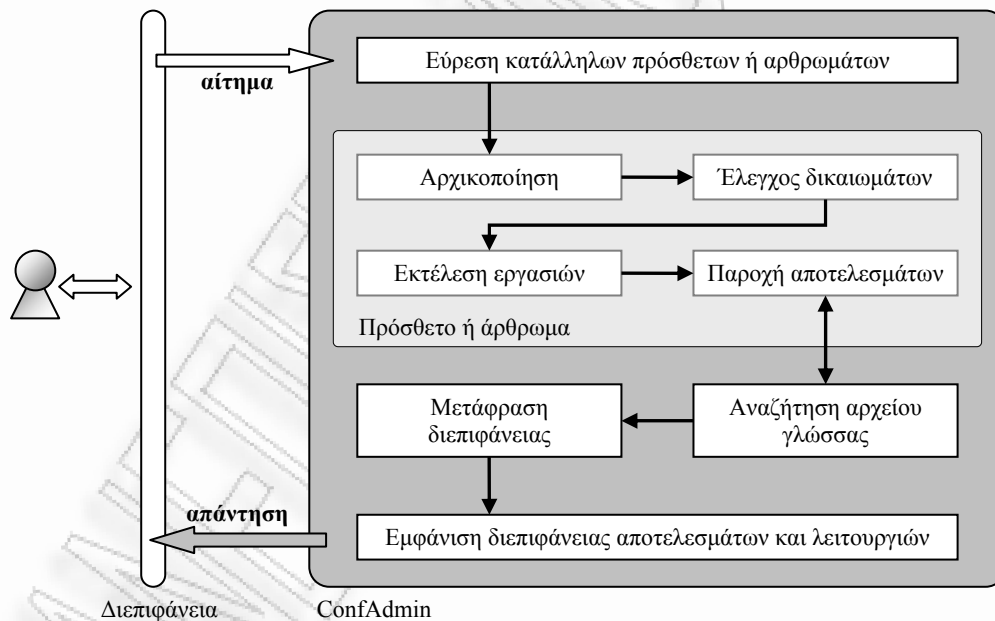 Εύρεση κατάλληλων πρόσθετων ή αρθρωμάτων
αίτημα
Αρχικοποίηση
Έλεγχος δικαιωμάτων
Εκτέλεση εργασιών
Παροχή αποτελεσμάτων
Πρόσθετο ή άρθρωμα
Μετάφραση
διεπιφάνειας
Αναζήτηση αρχείου
γλώσσας
απάντηση
Εμφάνιση διεπιφάνειας αποτελεσμάτων και λειτουργιών
Διεπιφάνεια
ConfAdmin